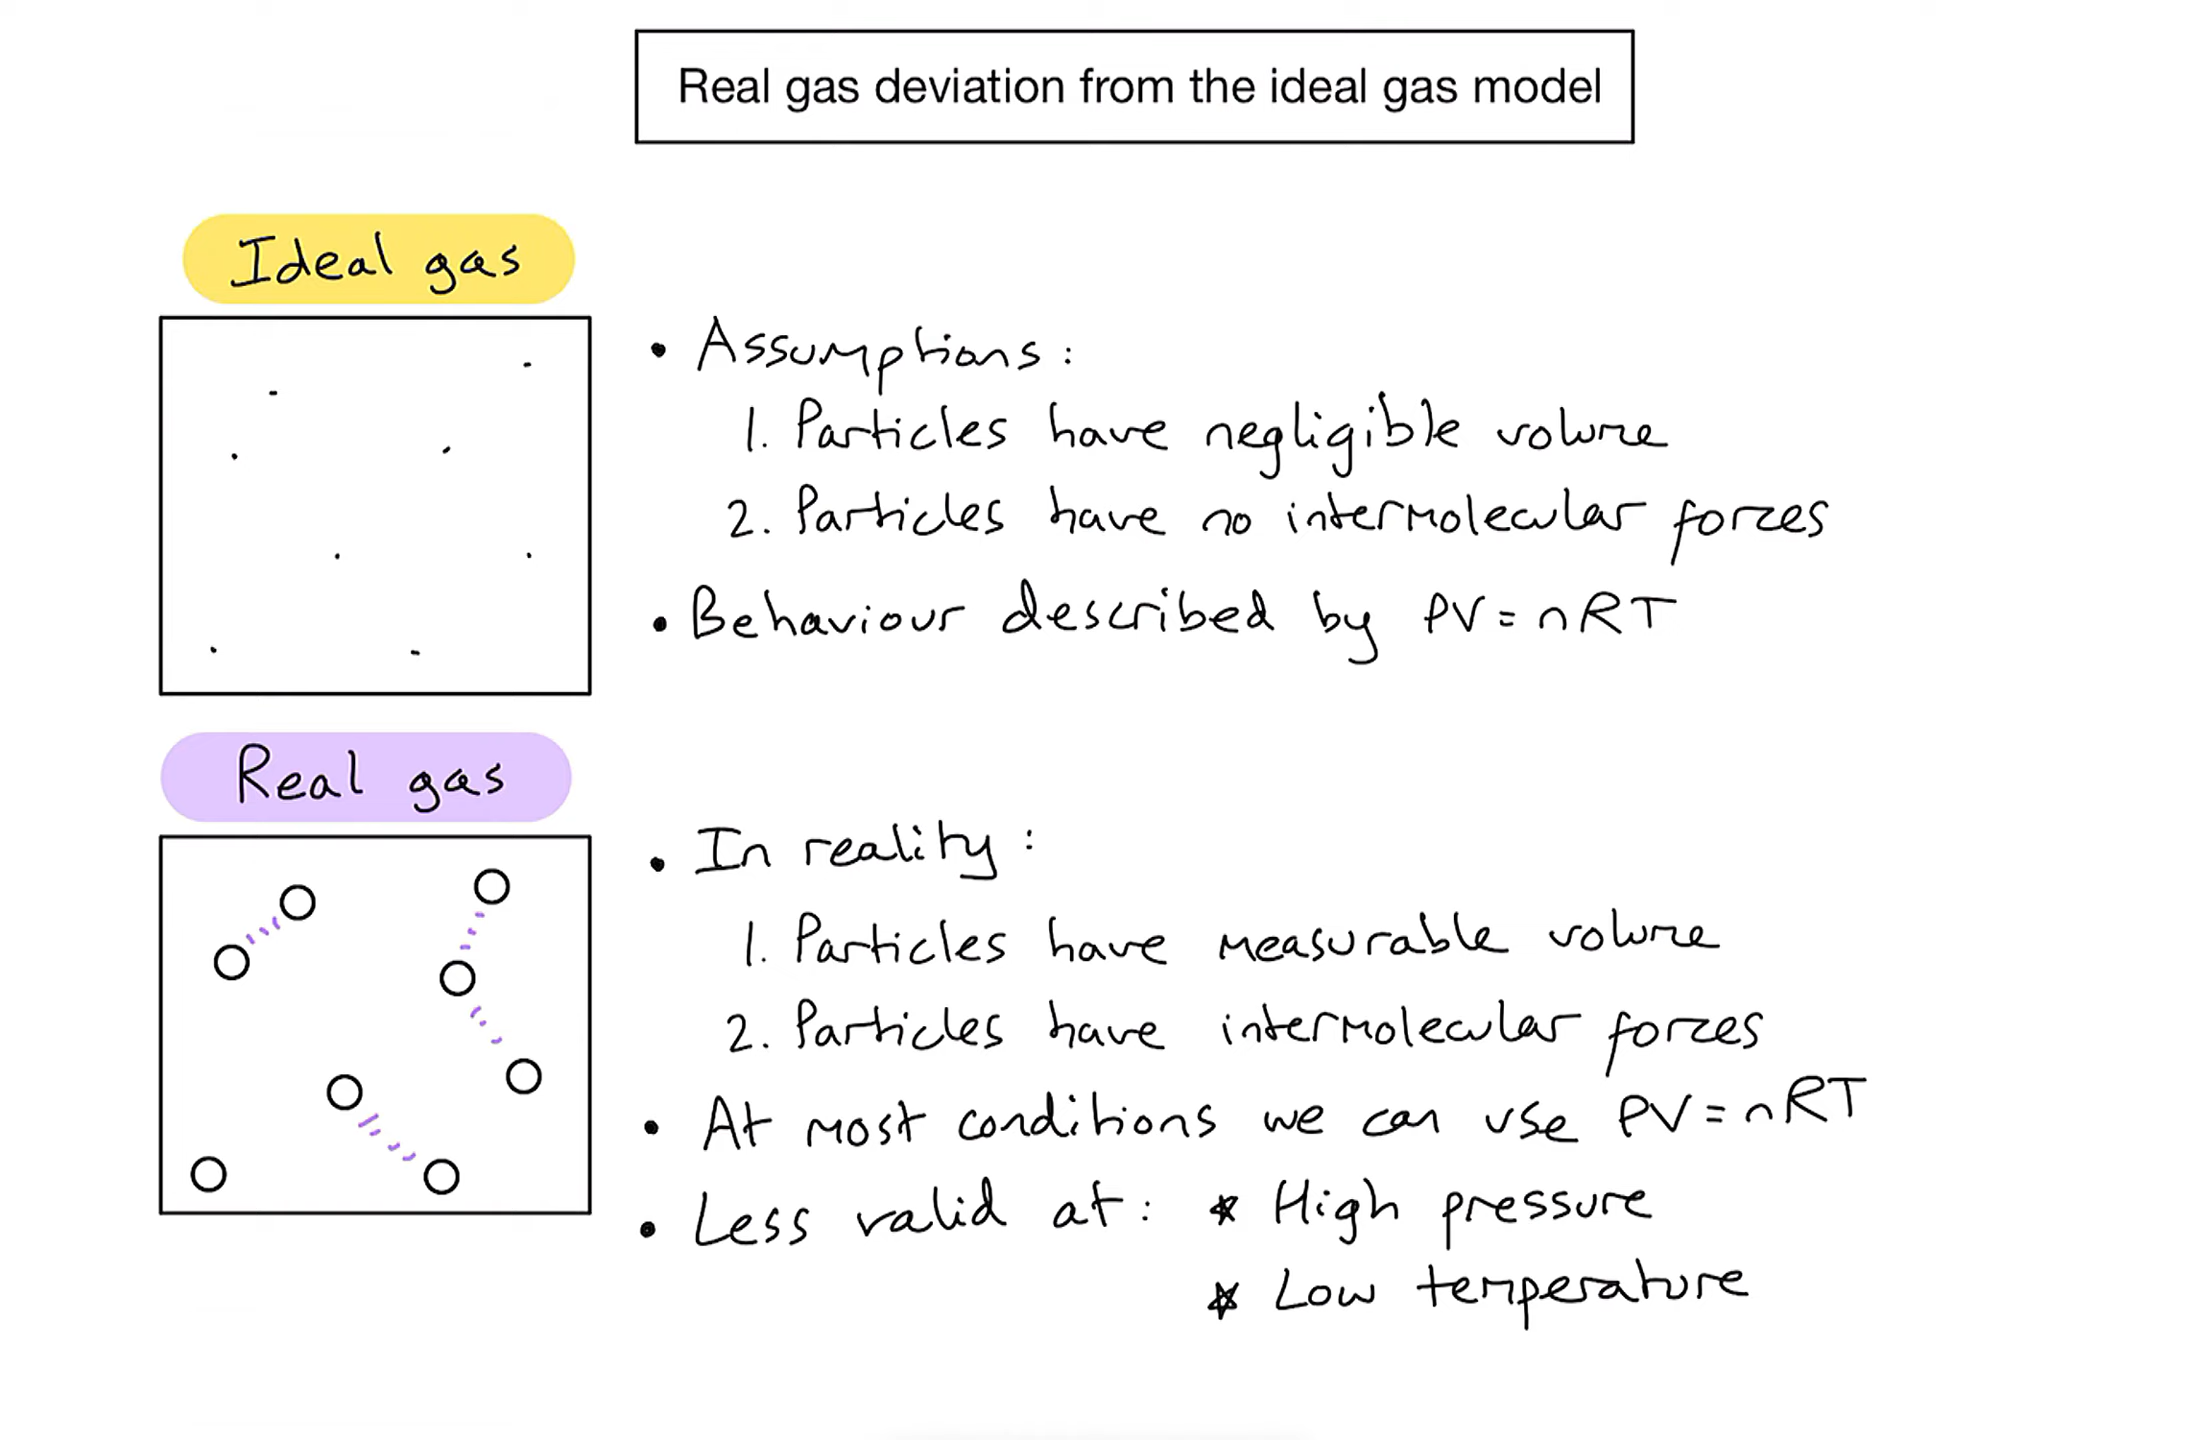 Real gas deviation from the ideal gas model
Ideal gas
• Assumptions:
1. Particles have negligible volume
2. Particles have no intermolecular forces
• Behaviour described by PV = nRT
Real gas
• In reality:
1. Particles have measurable volume
2. Particles have intermolecular forces
• At most conditions we can use PV = nRT
• Less valid at: * High pressure
* Low temperature